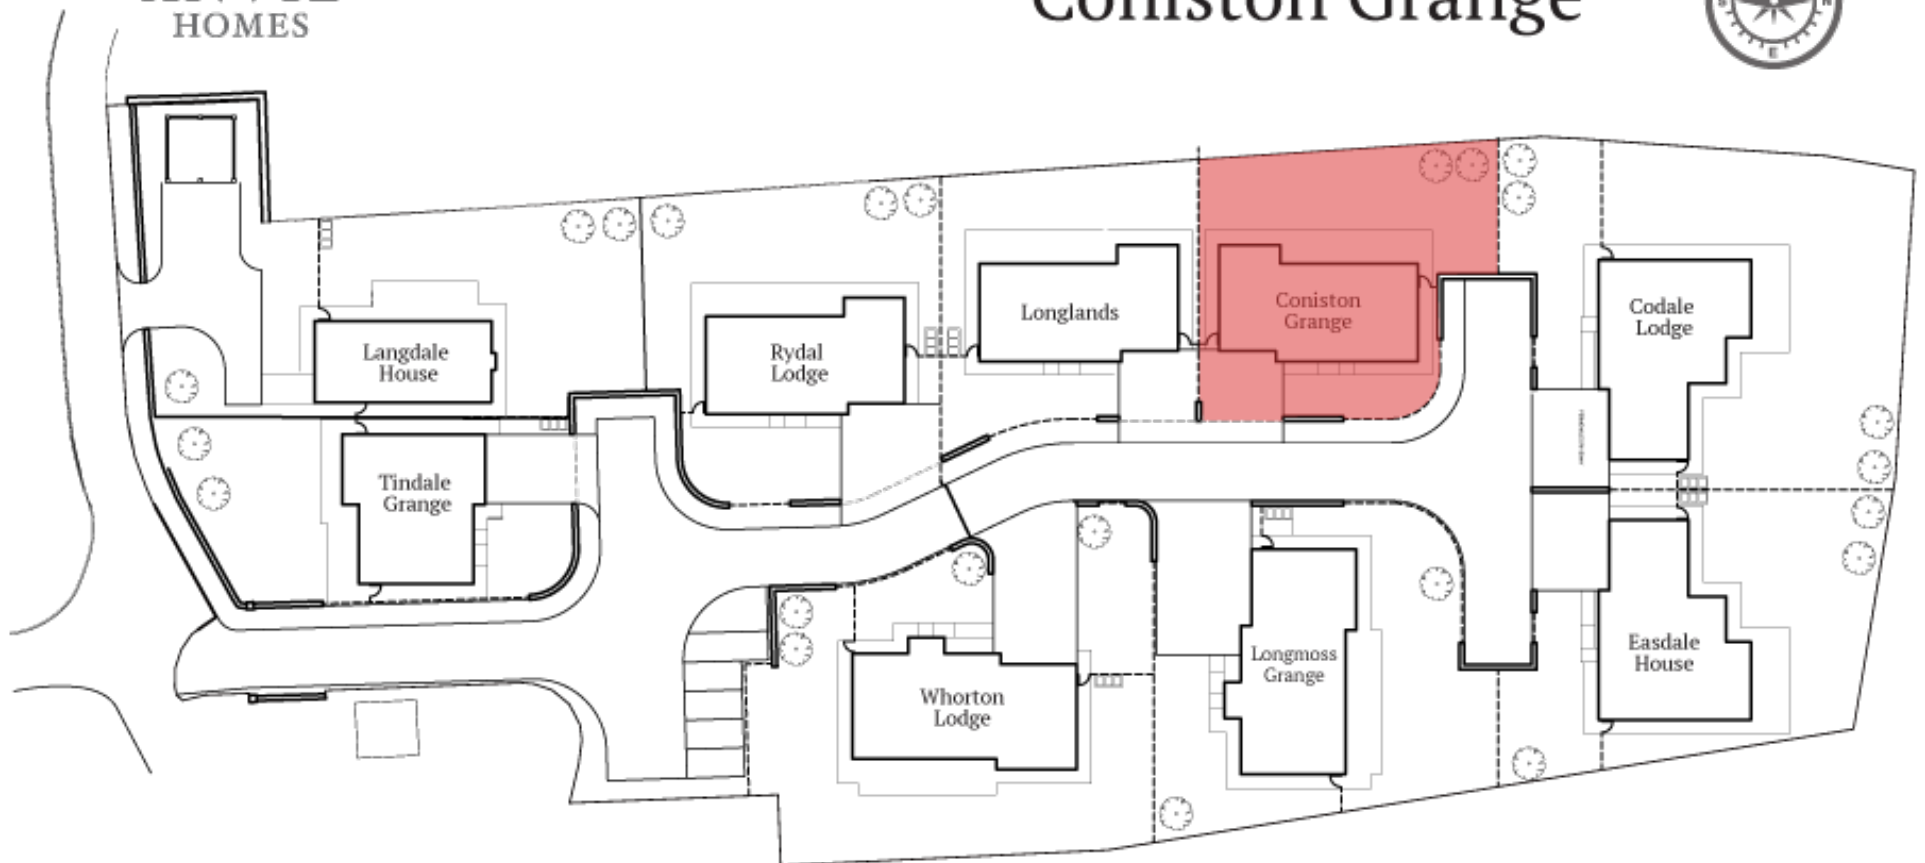 HOMES
Coniston Grange
E
Langdale
House
Rydal
Lodge
Longlands
Coniston
Grange
Codale
Lodge
Tindale
Grange
Whorton
Lodge
Longmoss
Grange
Easdale
House